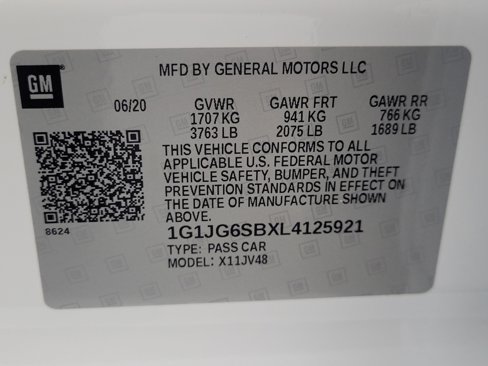 GM
MFD BY GENERAL MOTORS LLC
06/20 GVWR GAWR FRT GAWR RR
1707 KG 941 KG 766 KG
3763 LB 2075 LB 1689 LB
THIS VEHICLE CONFORMS TO ALL
APPLICABLE U.S. FEDERAL MOTOR
VEHICLE SAFETY, BUMPER, AND THEFT
PREVENTION STANDARDS IN EFFECT ON
THE DATE OF MANUFACTURE SHOWN
ABOVE.
8624
1G1JG6SBXL4125921
TYPE: PASS CAR
MODEL: X11JV48